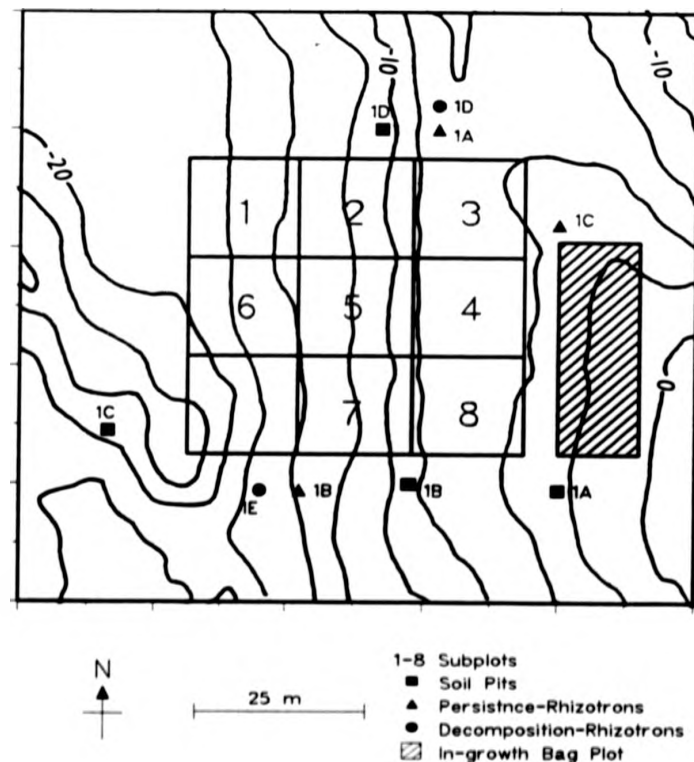 -10
-10
-20
1D
1D
1A
1 2 3
1C
6 5 4
0
1C
7 8
1E
1B
1B
1A
N
25 m
1-8 Subplots
Soil Pits
Persistnce-Rhizotrons
Decomposition-Rhizotrons
In-growth Bag Plot